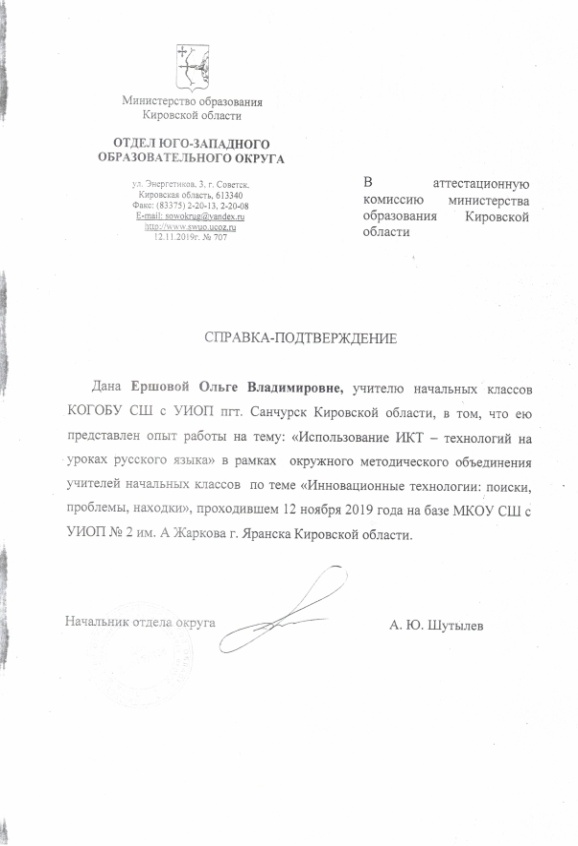 Министерство образования
Кировской области
ОТДЕЛ ЮГО-ЗАПАДНОГО
ОБРАЗОВАТЕЛЬНОГО ОКРУГА
ул. Энергетиков, 3, г. Советск,
Кировская область, 613340
Факс: (83375) 2-20-13, 2-20-08
E-mail: sowokrug@yandex.ru
http://www.swuo.ucoz.ru
12.11.2019г. № 707
В аттестационную
комиссию министерства
образования Кировской
области
СПРАВКА-ПОДТВЕРЖДЕНИЕ
Дана Ершовой Ольге Владимировне, учителю начальных классов
КОГОБУ СШ с УИОП пгт. Санчурск Кировской области, в том, что ею
представлен опыт работы на тему: «Использование ИКТ – технологий на
уроках русского языка» в рамках окружного методического объединения
учителей начальных классов по теме «Инновационные технологии: поиски,
проблемы, находки», проходившем 12 ноября 2019 года на базе МКОУ СШ с
УИОП № 2 им. А Жаркова г. Яранска Кировской области.
Начальник отдела округа
А. Ю. Шутылев